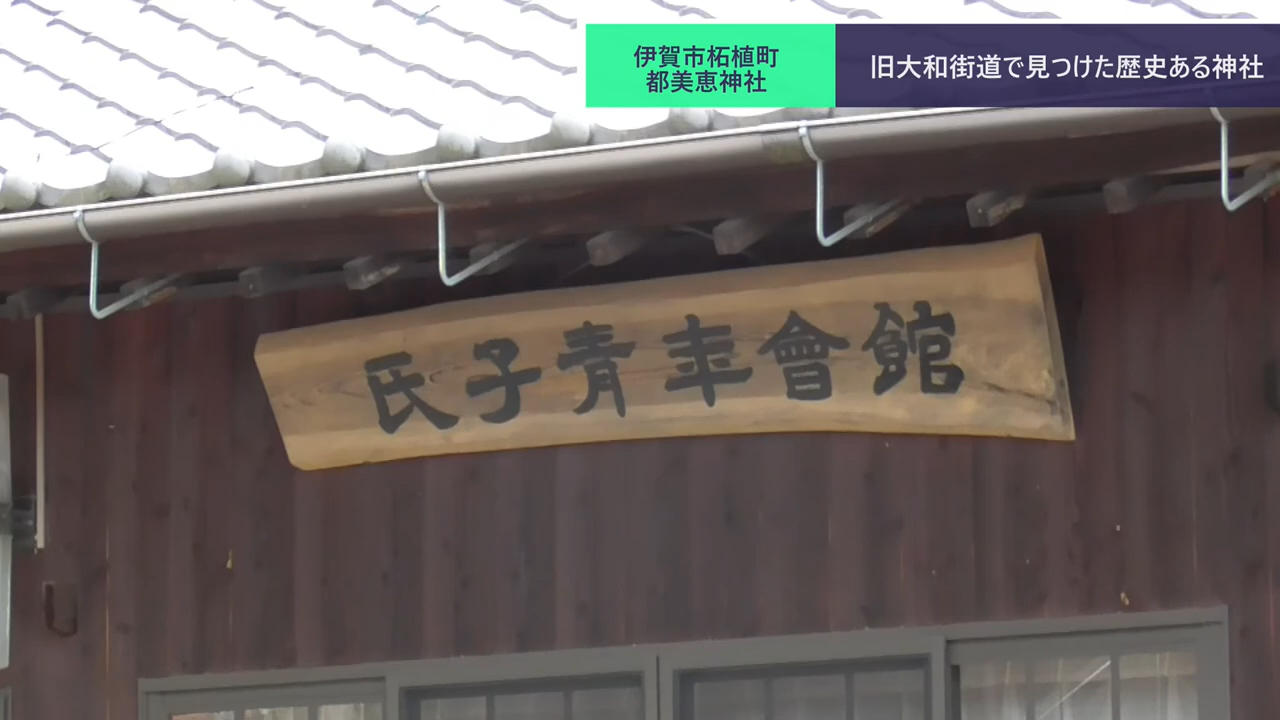 伊賀市柘植町
都美恵神社
旧大和街道で見つけた歴史ある神社
氏子青年會館